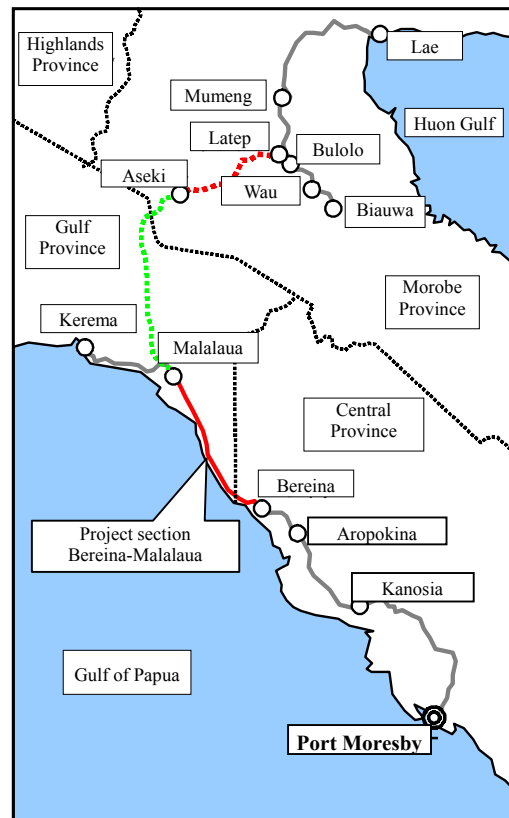 Highlands
Province
Lae
Mumeng
Huon Gulf
Latep
Bulolo
Aseki
Wau
Biauwa
Gulf
Province
Morobe
Province
Kerema
Malalaua
Central
Province
Bereina
Project section
Bereina-Malalaua
Aropokina
Kanosia
Gulf of Papua
Port Moresby